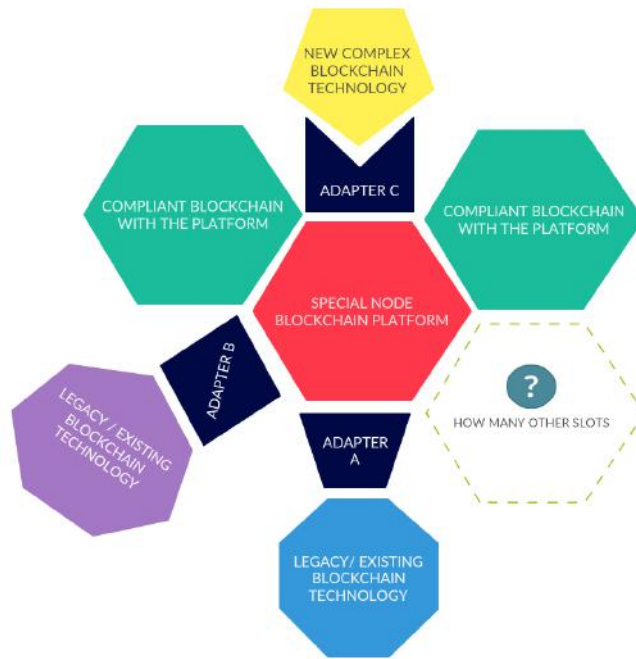 NEW COMPLEX
BLOCKCHAIN
TECHNOLOGY
ADAPTER C
COMPLIANT BLOCKCHAIN
WITH THE PLATFORM
COMPLIANT BLOCKCHAIN
WITH THE PLATFORM
SPECIAL NODE
BLOCKCHAIN PLATFORM
ADAPTER B
LEGACY / EXISTING
BLOCKCHAIN
TECHNOLOGY
?
HOW MANY OTHER SLOTS
ADAPTER
A
LEGACY/ EXISTING
BLOCKCHAIN
TECHNOLOGY